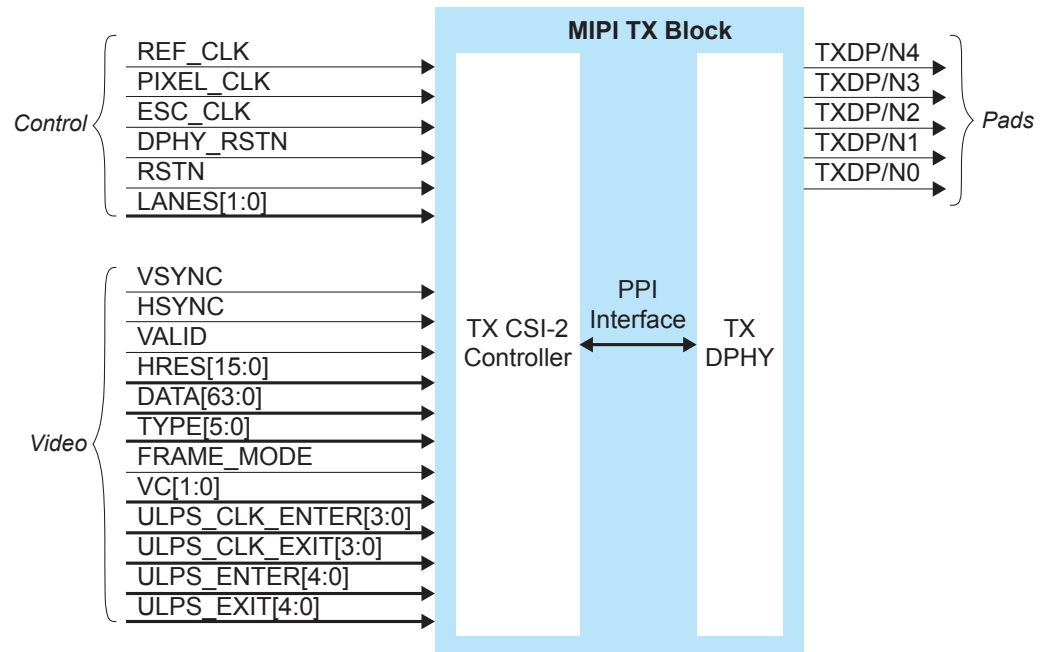 MIPI TX Block
Control
REF_CLK
PIXEL_CLK
ESC_CLK
DPHY_RSTN
RSTN
LANES[1:0]
Video
VSYNC
HSYNC
VALID
HRES[15:0]
DATA[63:0]
TYPE[5:0]
FRAME_MODE
VC[1:0]
ULPS_CLK_ENTER[3:0]
ULPS_CLK_EXIT[3:0]
ULPS_ENTER[4:0]
ULPS_EXIT[4:0]
TX CSI-2
Controller
PPI
Interface
TX
DPHY
TXDP/N4
TXDP/N3
TXDP/N2
TXDP/N1
TXDP/N0
Pads